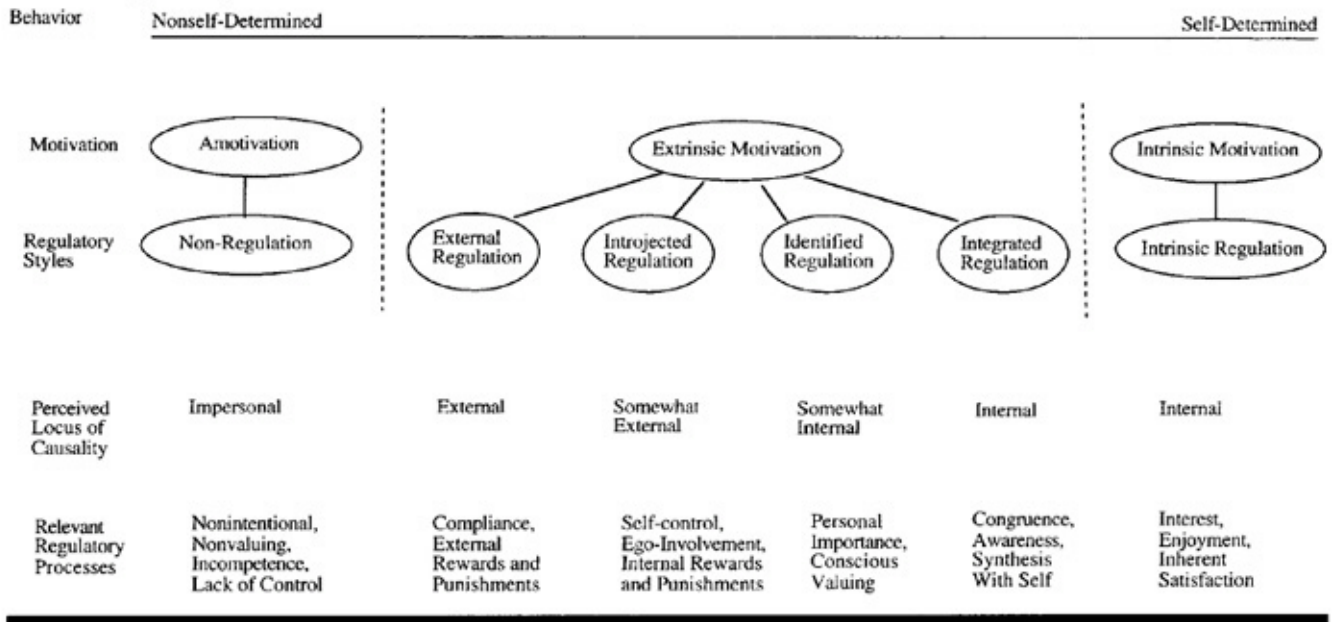 Behavior Nonself-Determined Self-Determined
Motivation Amotivation Extrinsic Motivation Intrinsic Motivation
Regulatory
Styles
Non-Regulation
External
Regulation
Introjected
Regulation
Identified
Regulation
Integrated
Regulation
Intrinsic Regulation
Perceived
Locus of
Causality
Impersonal
External
Somewhat
External
Somewhat
Internal
Internal
Internal
Relevant
Regulatory
Processes
Nonintentional,
Nonvaluing,
Incompetence,
Lack of Control
Compliance,
External
Rewards and
Punishments
Self-control,
Ego-Involvement,
Internal Rewards
and Punishments
Personal
Importance,
Conscious
Valuing
Congruence,
Awareness,
Synthesis
With Self
Interest,
Enjoyment,
Inherent
Satisfaction